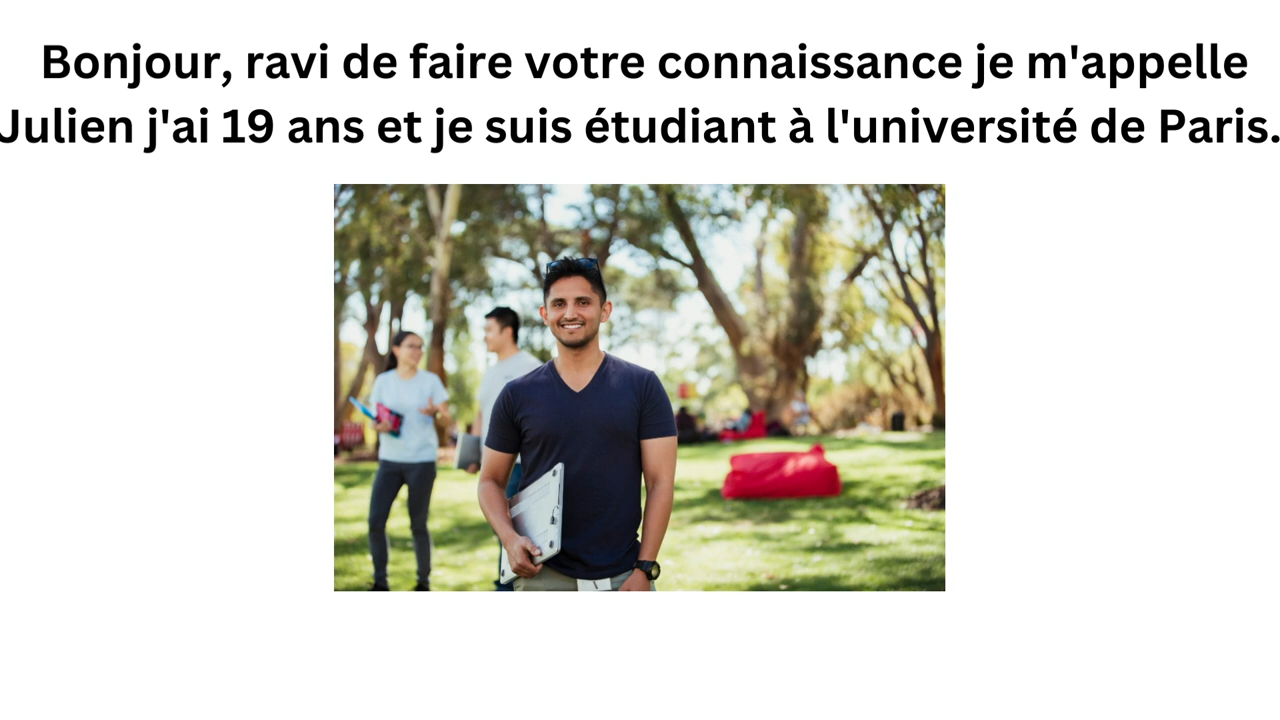 Bonjour, ravi de faire votre connaissance je m'appelle
Julien j'ai 19 ans et je suis étudiant à l'université de Paris.